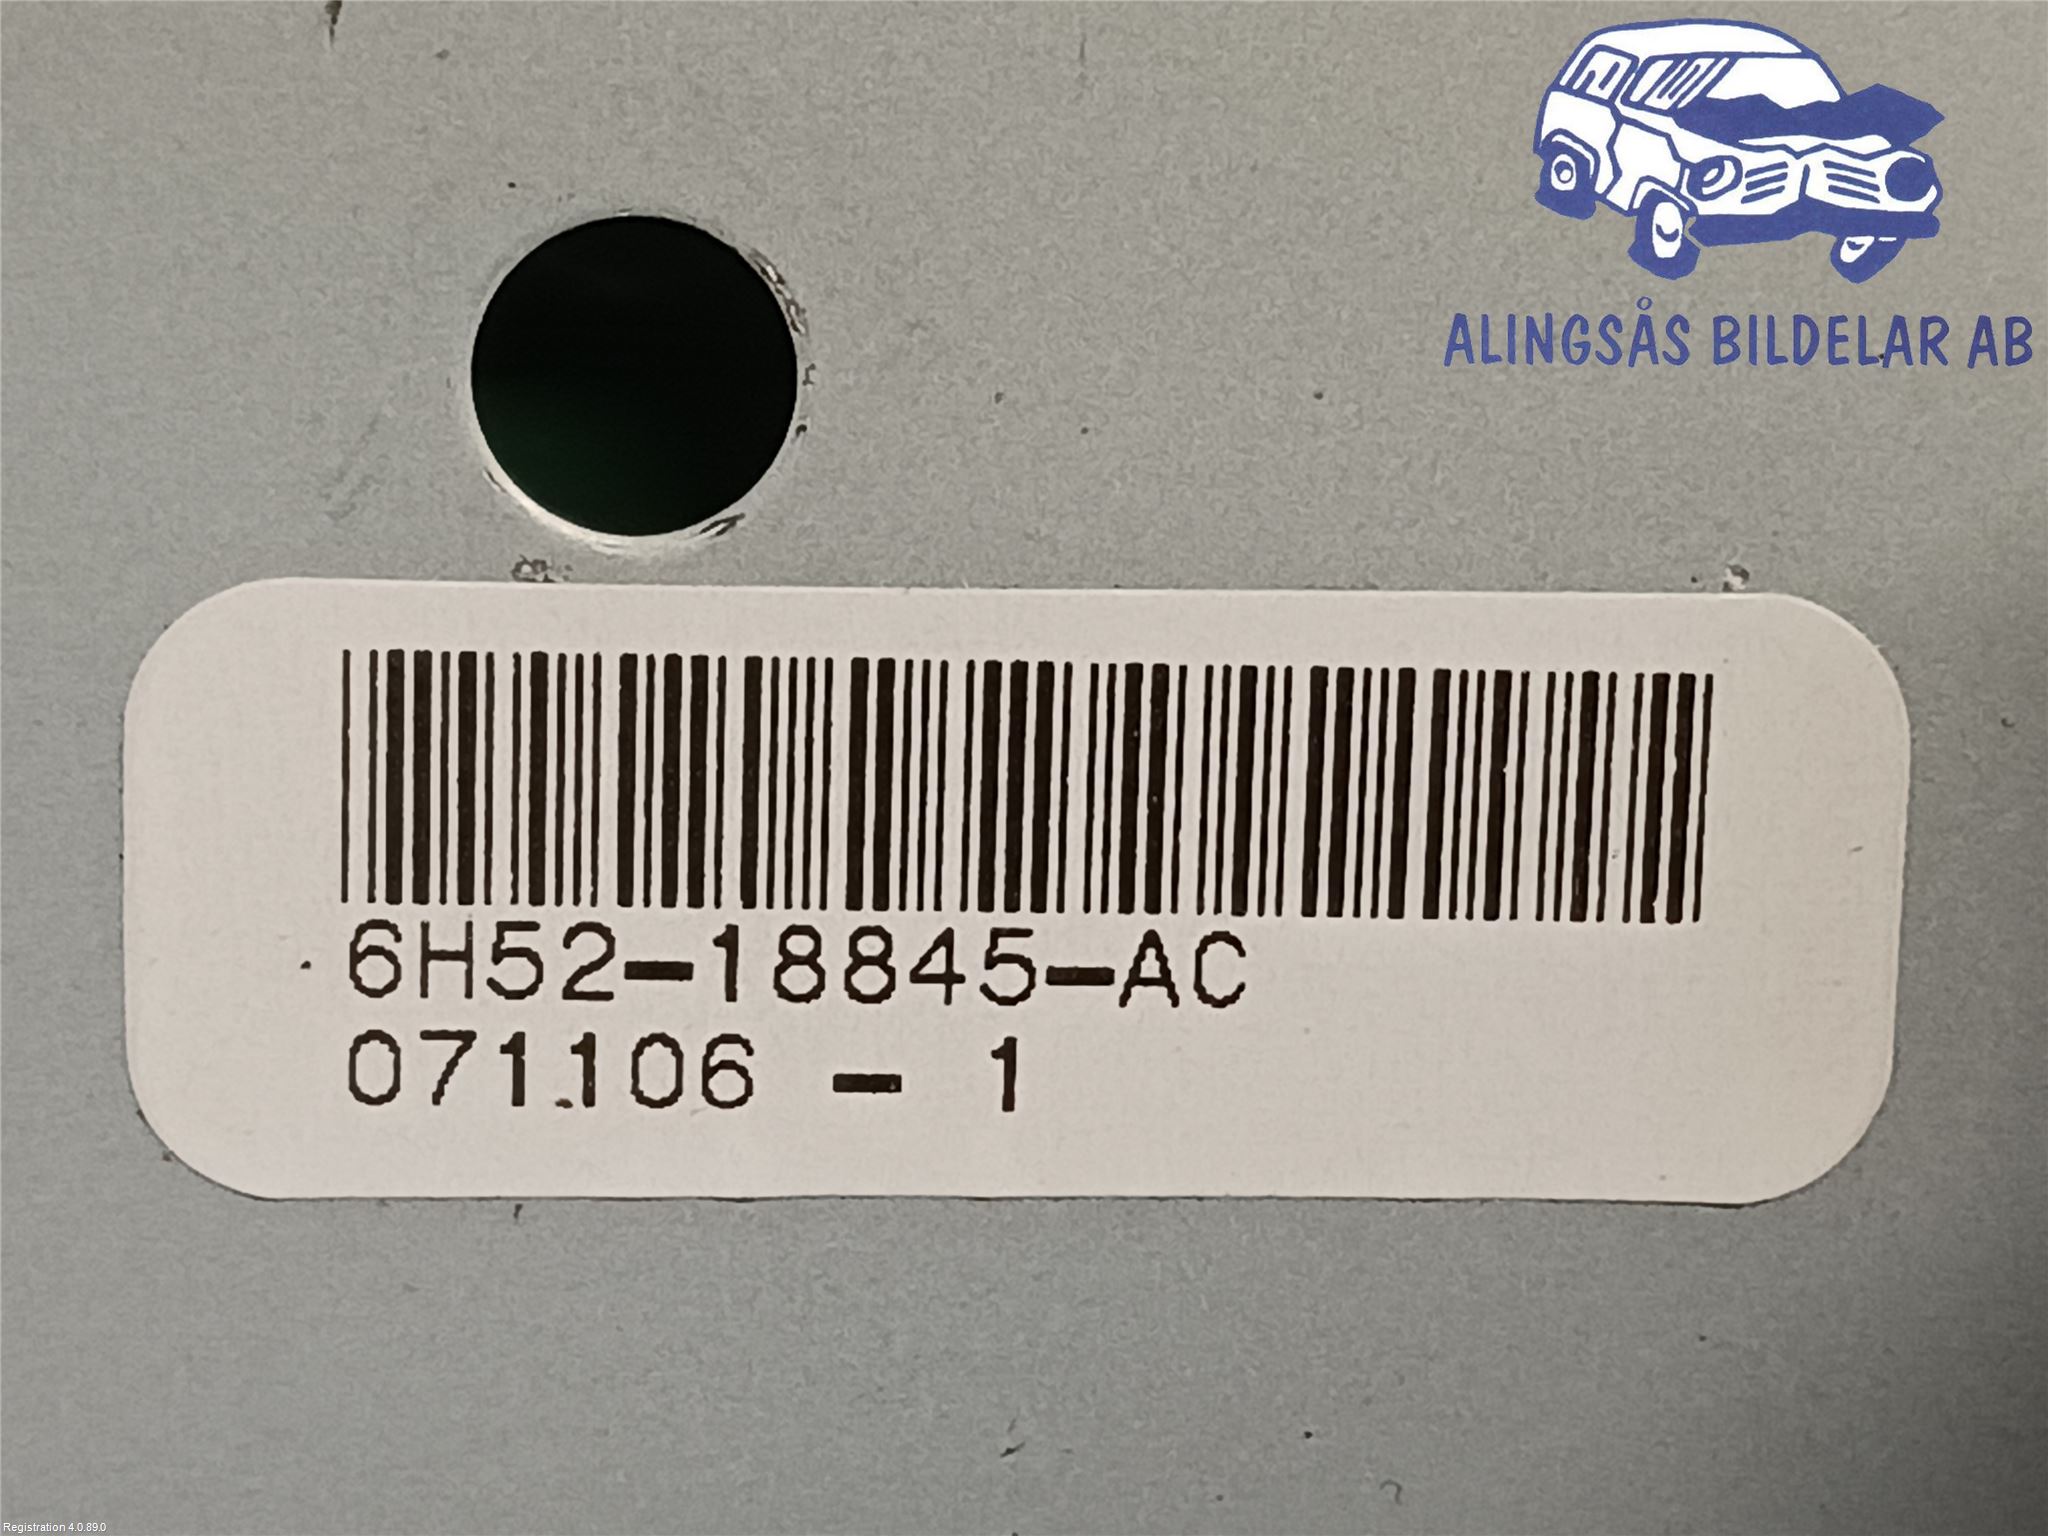 ALINGSÅS BILDELAR AB
6H52-18845-AC
071106 - 1
Registration 4.0.89.0